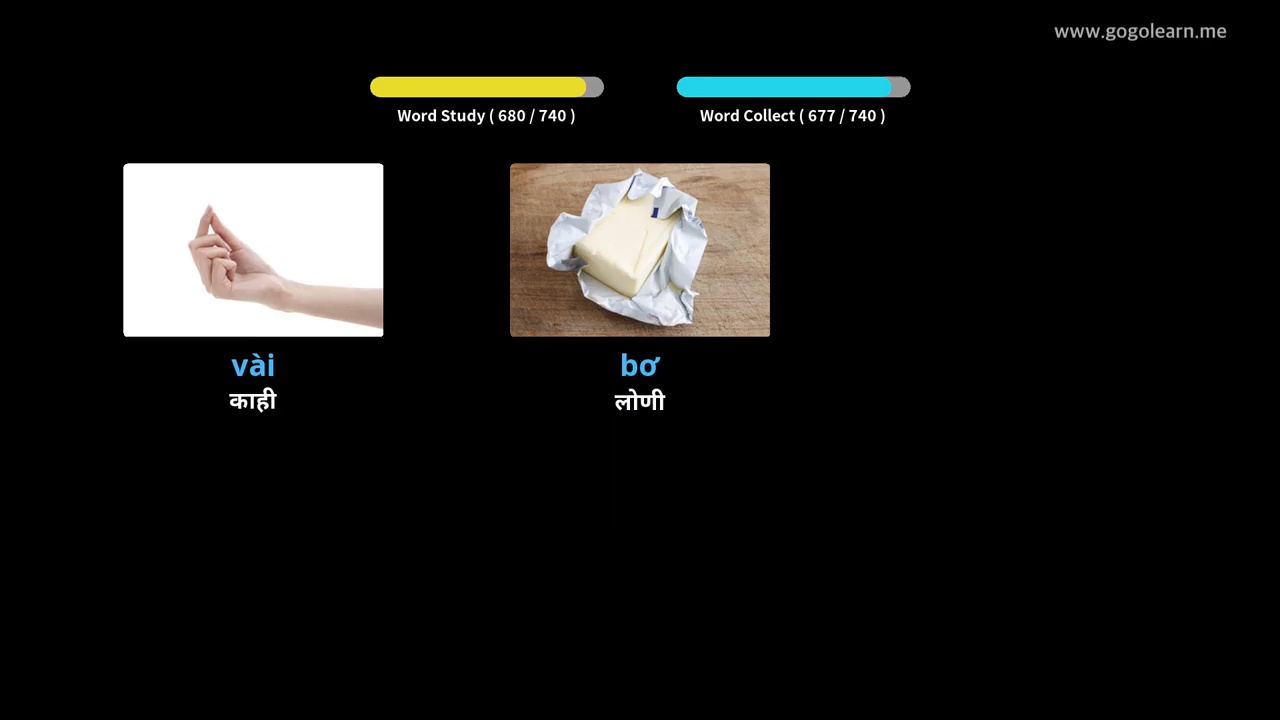 www.gogolearn.me
Word Study ( 680 / 740 )
Word Collect ( 677 / 740 )
vài
काही
bơ
लोणी